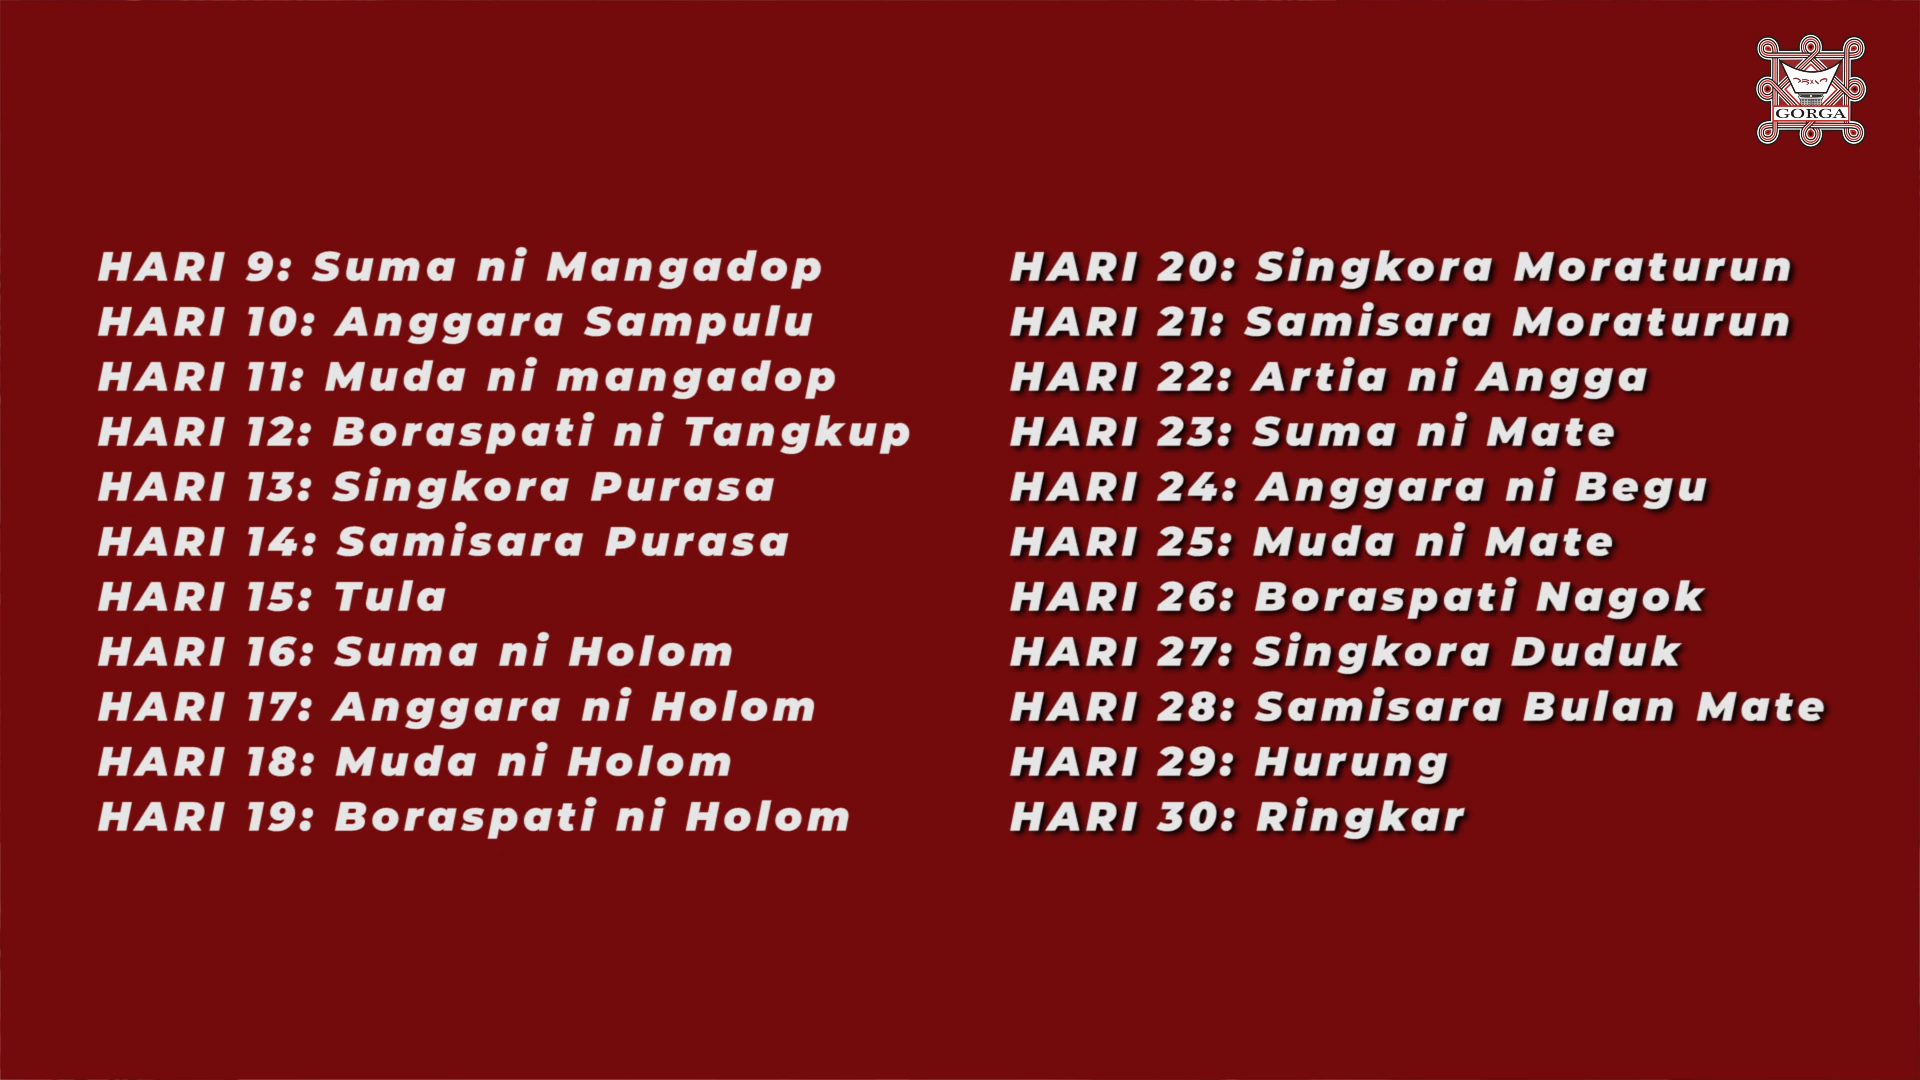 GORGA
HARI 9: Suma ni Mangadop
HARI 10: Anggara Sampulu
HARI 11: Muda ni mangadop
HARI 12: Boraspati ni Tangkup
HARI 13: Singkora Purasa
HARI 14: Samisara Purasa
HARI 15: Tula
HARI 16: Suma ni Holom
HARI 17: Anggara ni Holom
HARI 18: Muda ni Holom
HARI 19: Boraspati ni Holom
HARI 20: Singkora Moraturun
HARI 21: Samisara Moraturun
HARI 22: Artia ni Angga
HARI 23: Suma ni Mate
HARI 24: Anggara ni Begu
HARI 25: Muda ni Mate
HARI 26: Boraspati Nagok
HARI 27: Singkora Duduk
HARI 28: Samisara Bulan Mate
HARI 29: Hurung
HARI 30: Ringkar